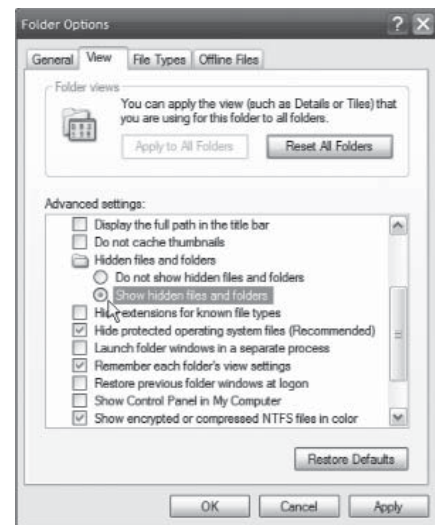 Folder Options
General View File Types Offline Files
Folder views
You can apply the view (such as Details or Tiles) that
you are using for this folder to all folders.
Apply to All Folders Reset All Folders
Advanced settings:
Display the full path in the title bar
Do not cache thumbnails
Hidden files and folders
Do not show hidden files and folders
Show hidden files and folders
Hide extensions for known file types
Hide protected operating system files (Recommended)
Launch folder windows in a separate process
Remember each folder's view settings
Restore previous folder windows at logon
Show Control Panel in My Computer
Show encrypted or compressed NTFS files in color
Restore Defaults
OK Cancel Apply